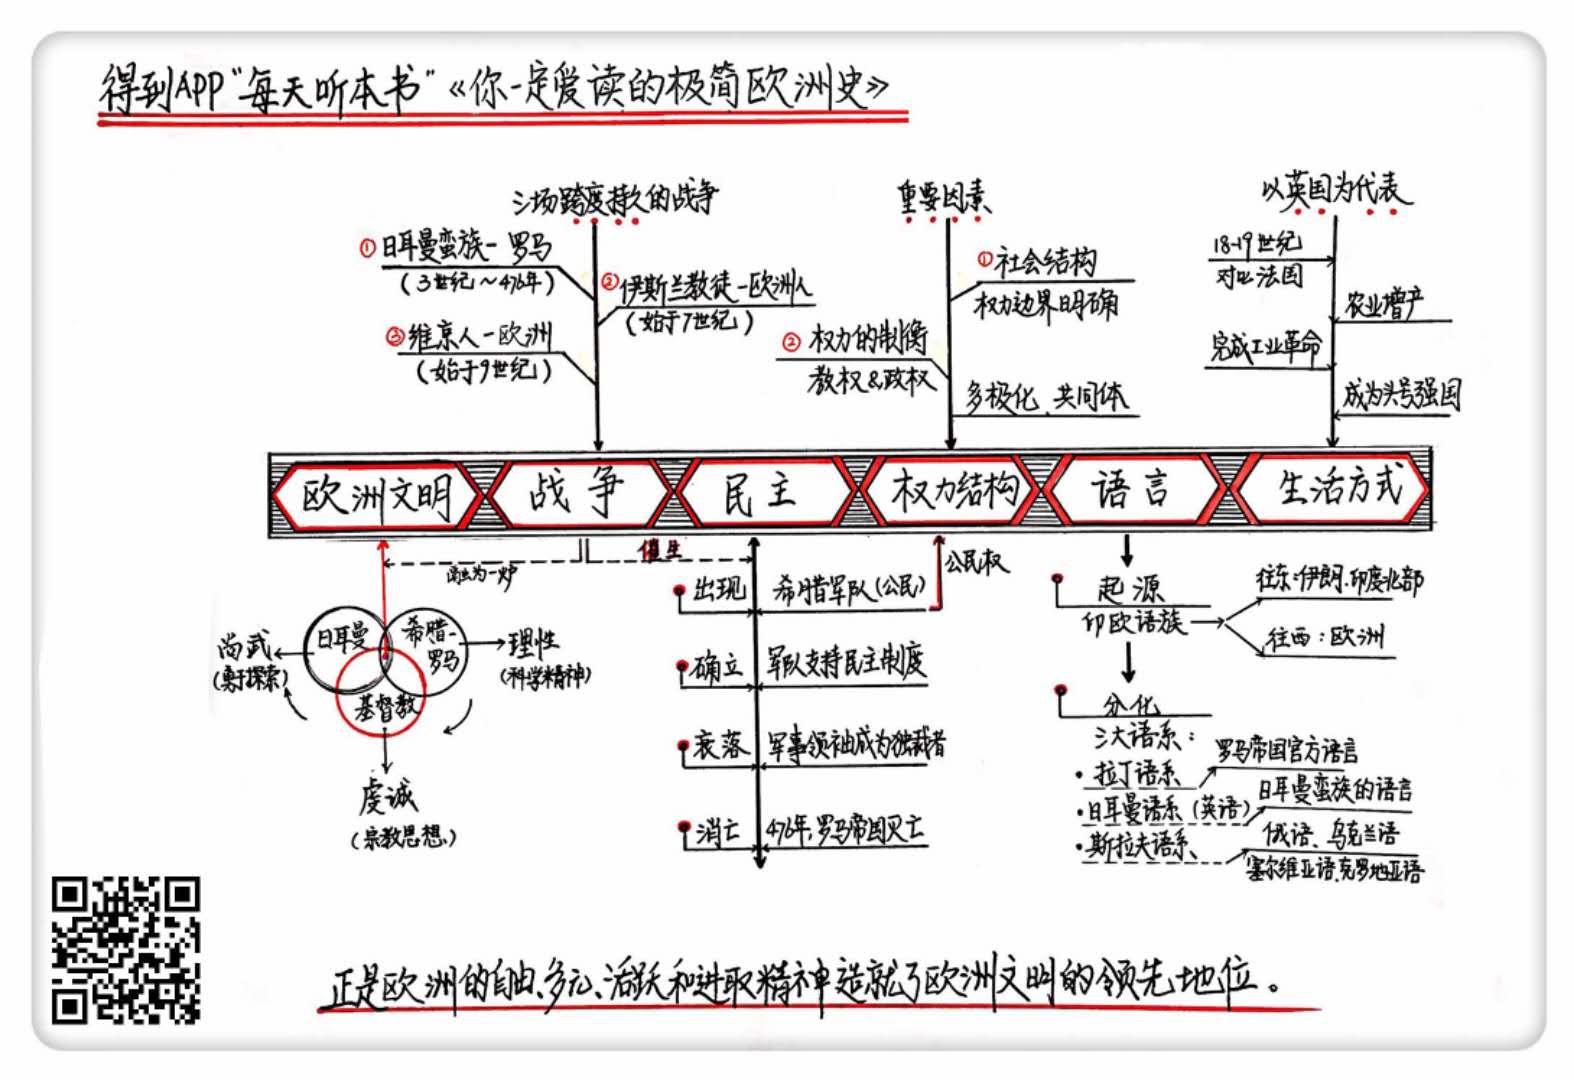 得到APP“每天听本书”《你一定爱读的极简欧洲史》
三场跨度持久的战争
①日耳曼蛮族-罗马
(3世纪~476年)
②伊斯兰教徒-欧洲人
(始于7世纪)
③维京人-欧洲
(始于9世纪)
重要因素
①社会结构
权力边界明确
②权力的制衡
教权&政权
多极化、共同体
以英国为代表
18-19世纪
对比法国
农业增产
完成工业革命
成为头号强国
欧洲文明
战争
民主
权力结构
语言
生活方式
融为一炉
催生
日耳曼
希腊-
罗马
基督教
尚武
(勇于探索)
理性
(科学精神)
虔诚
(宗教思想)
出现
希腊军队(公民)
公民权
确立
军队支持民主制度
衰落
军事领袖成为独裁者
消亡
476年,罗马帝国灭亡
起源
印欧语族
往东:伊朗.印度北部
往西:欧洲
分化
三大语系:
·拉丁语系
罗马帝国官方语言
·日耳曼语系(英语)
日耳曼蛮族的语言
·斯拉夫语系
俄语、乌克兰语
塞尔维亚语、克罗地亚语
正是欧洲的自由、多元、活跃和进取精神造就了欧洲文明的领先地位。